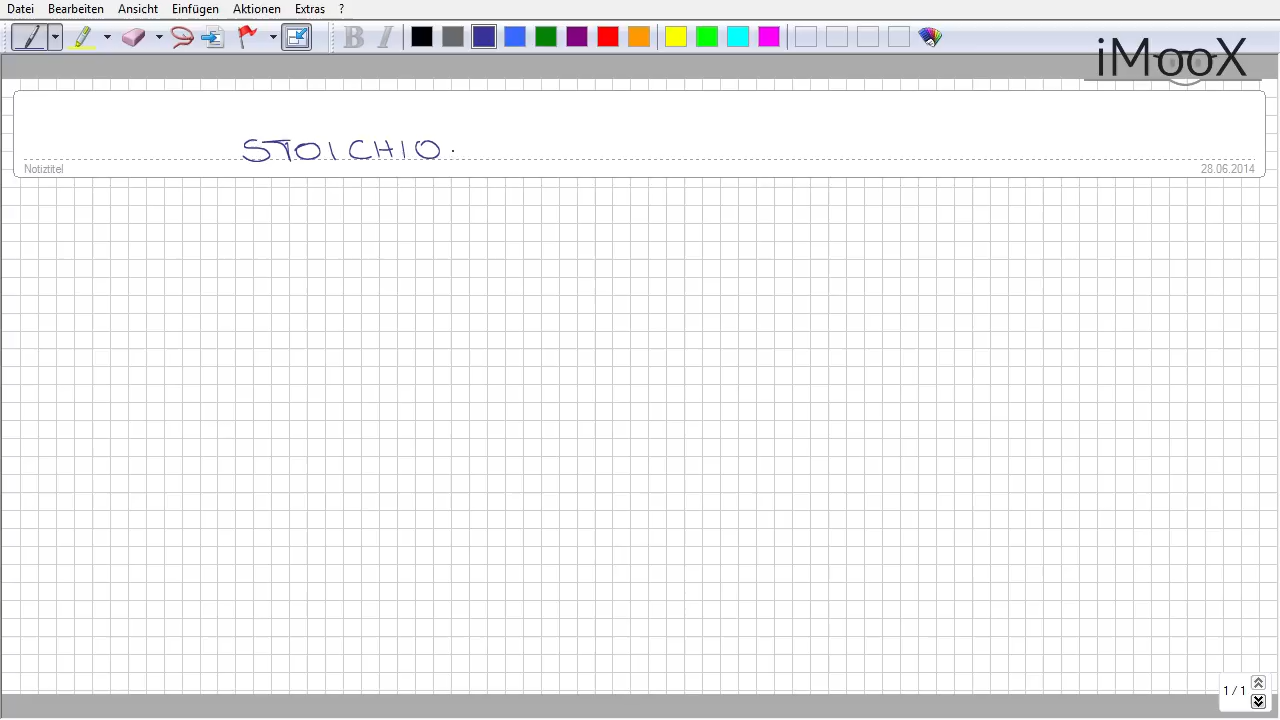 Datei Bearbeiten Ansicht Einfügen Aktionen Extras ?
B I
iMooX
STOICHIO.
Notiztitel 28.06.2014
1 / 1